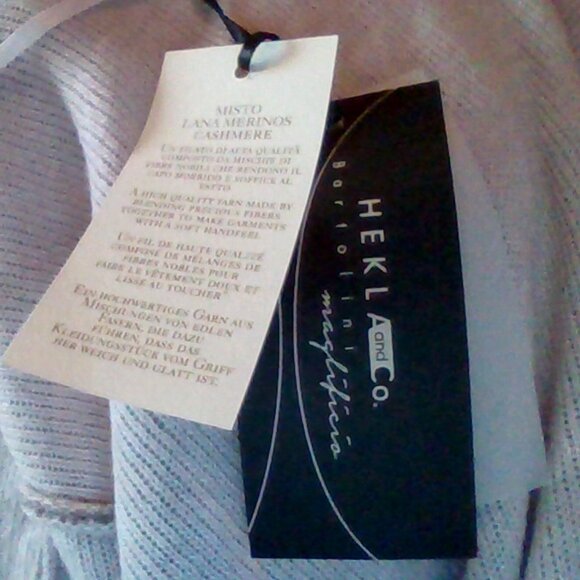 MISTO
LANA MERINOS
CASHMERE
UN FILATO DI ALTA QUALITÀ
COMPOSTO DA MISCHIE DI
FIBRE NOBILI CHE RENDONO IL
CAPO MORBIDO E SOFFICE AL
TATTO
A HIGH QUALITY YARN MADE BY
BLENDING PRECIOUS FIBERS
TOGETHER TO MAKE GARMENTS
WITH A SOFT HANDFEEL
UN FIL DE HAUTE QUALITÉ
COMPOSÉ DE MÉLANGES DE
FIBRES NOBLES POUR
FAIRE LE VÊTEMENT DOUX ET
LISSE AU TOUCHER
EIN HOCHWERTIGES GARN AUS
MISCHUNGEN VON EDLEN
FASERN, DIE DAZU
FÜHREN, DASS DAS
KLEIDUNGSSTÜCK VOM GRIFF
HER WEICH UND GLATT IST.
HEKLA and Co.
Bartolini
maglificio